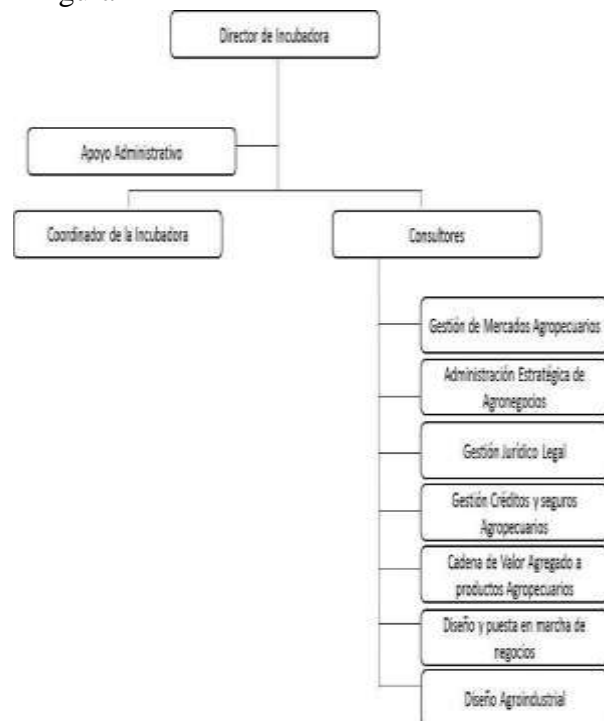 Director de Incubadora
Apoyo Administrativo
Coordinador de la Incubadora
Consultores
Gestión de Mercados Agropecuarios
Administración Estratégica de
Agronegocios
Gestión Jurídico Legal
Gestión Créditos y seguros
Agropecuarios
Cadena de Valor Agregado a
productos Agropecuarios
Diseño y puesta en marcha de
negocios
Diseño Agroindustrial